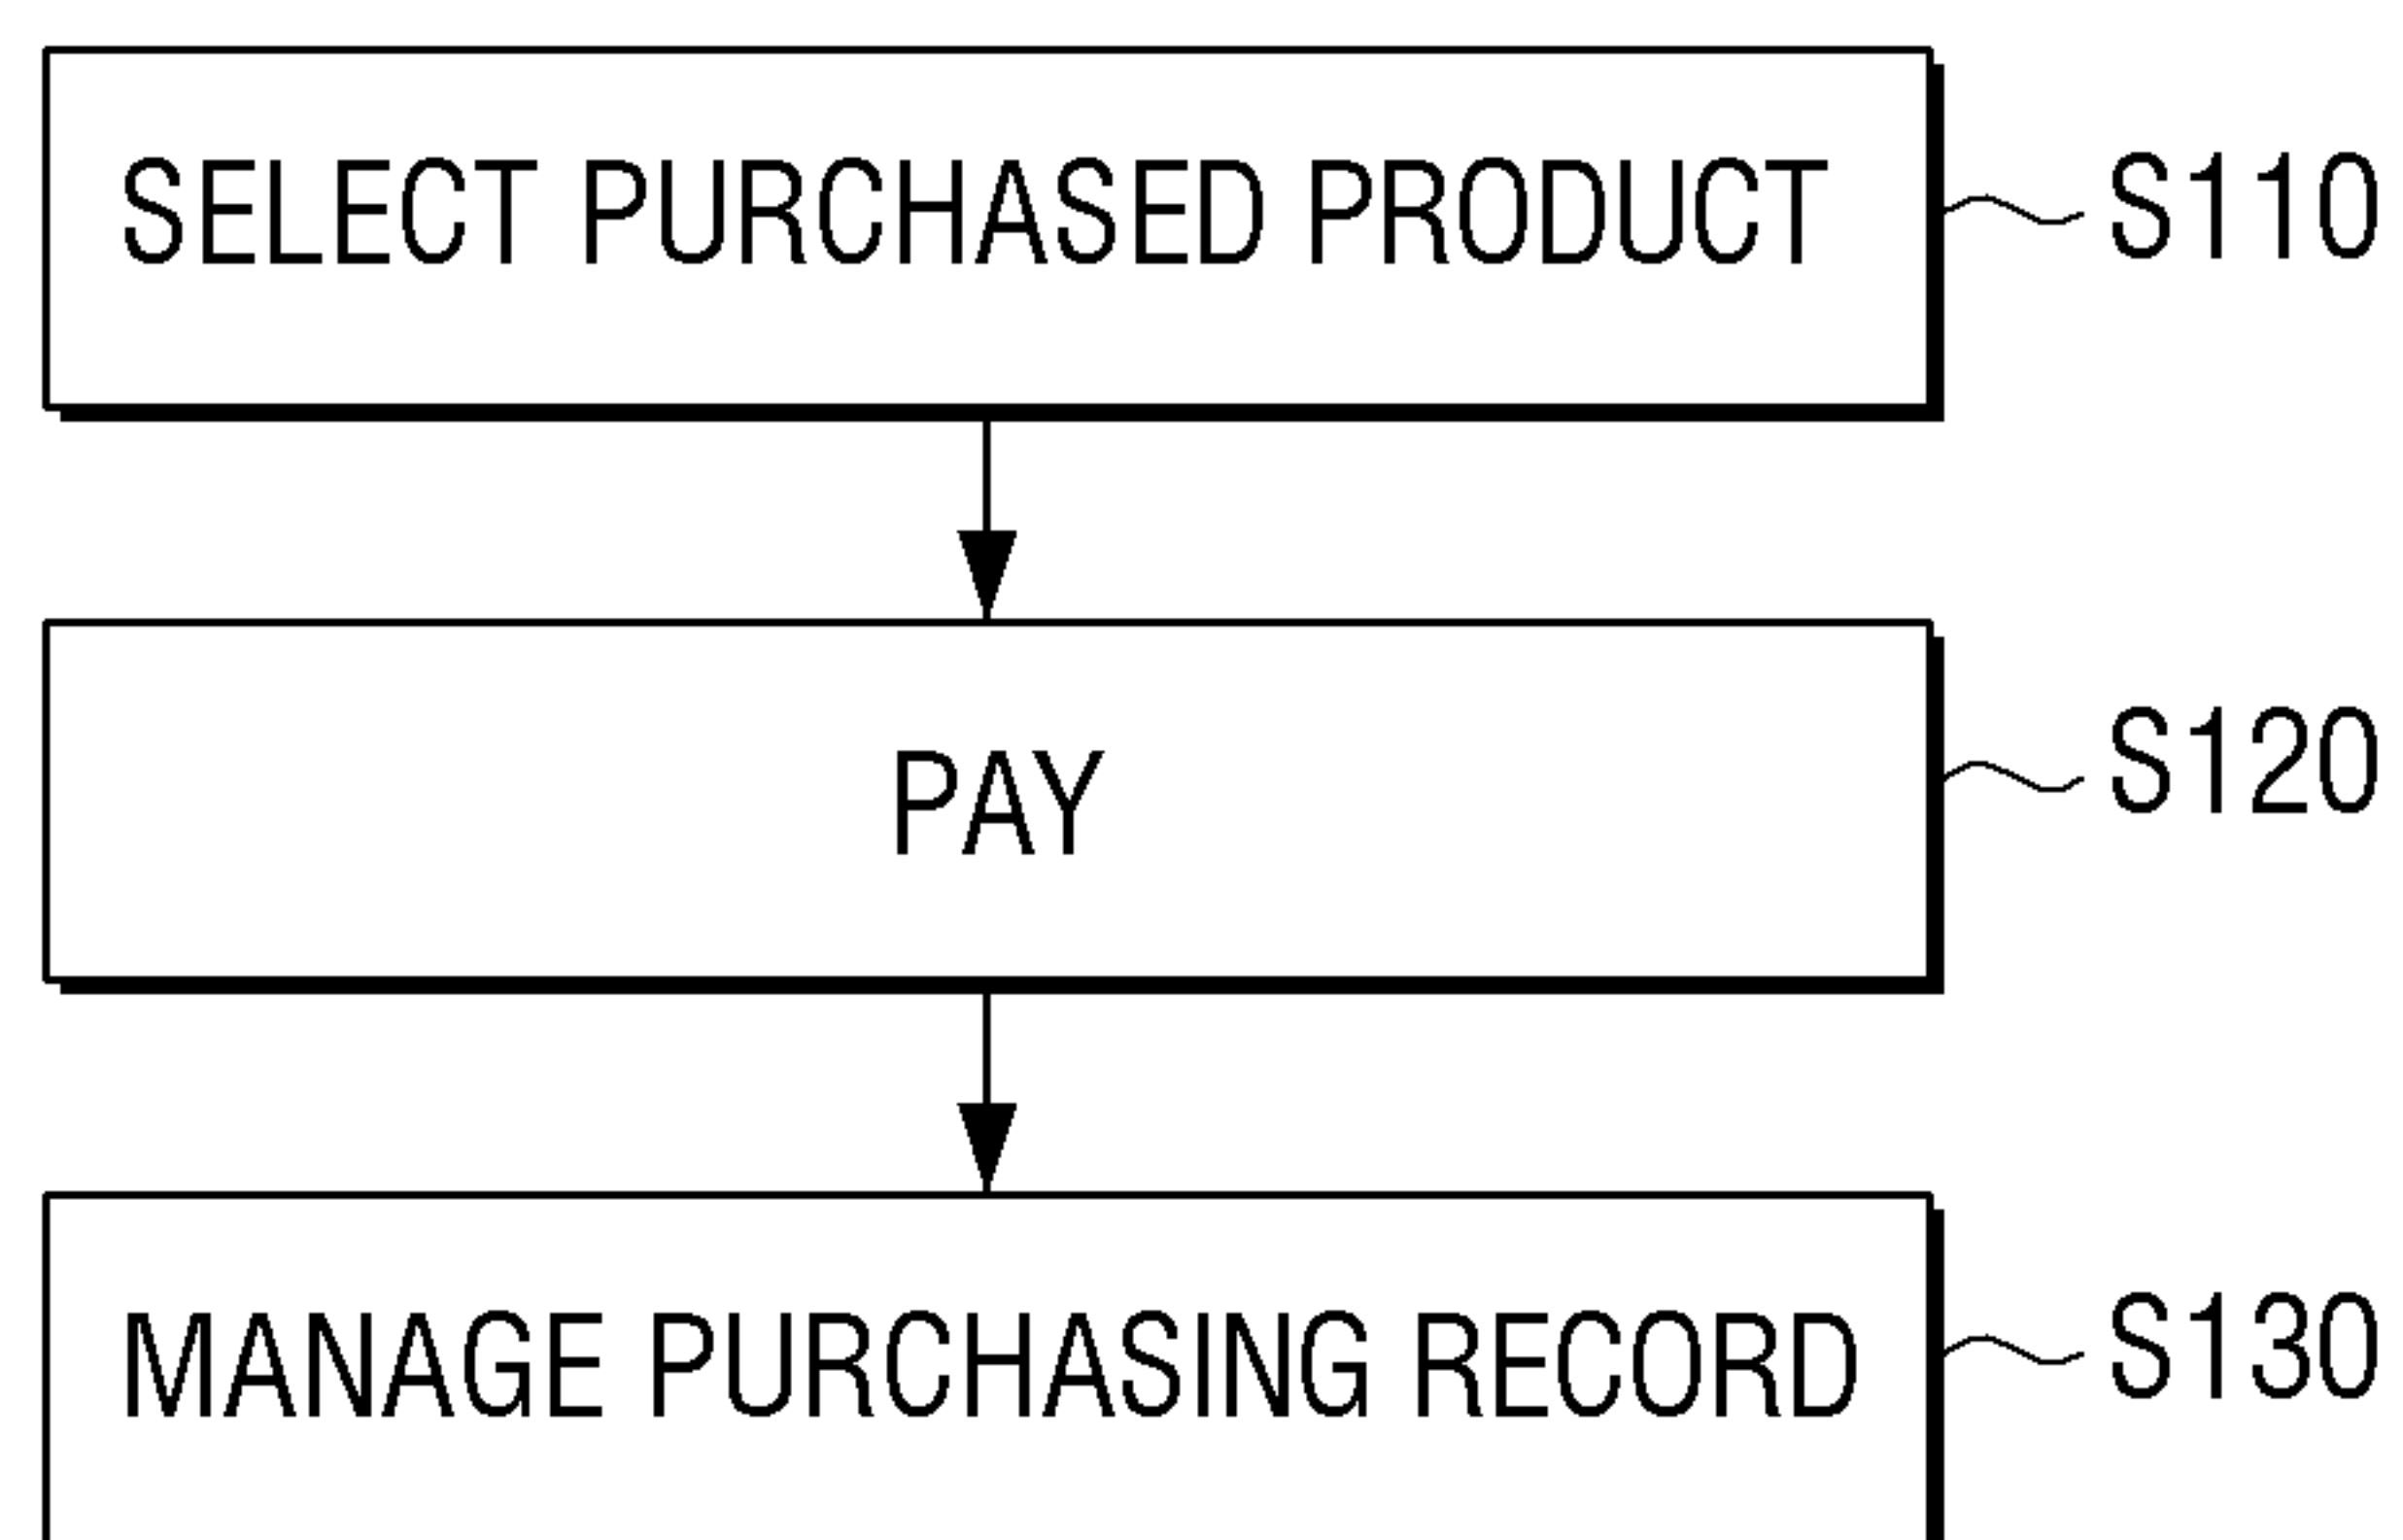 SELECT PURCHASED PRODUCT S110
PAY S120
MANAGE PURCHASING RECORD S130